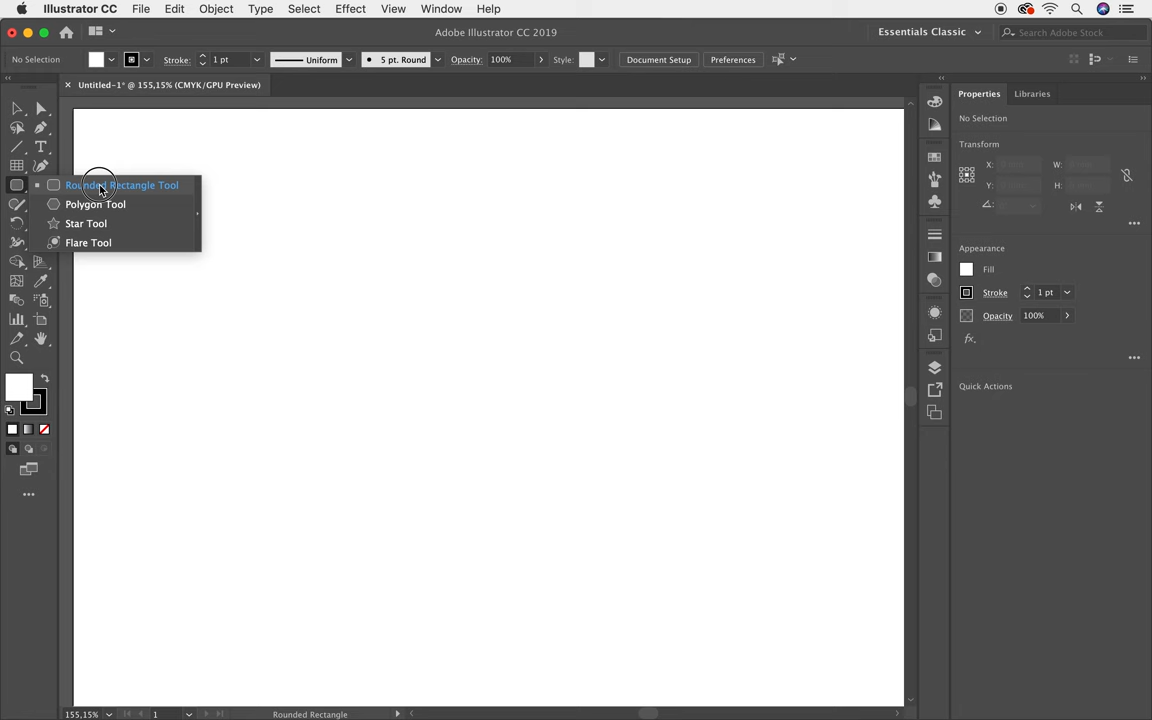 Illustrator CC File Edit Object Type Select Effect View Window Help
Adobe Illustrator CC 2019
Essentials Classic
Search Adobe Stock
No Selection
Stroke: 1 pt
Uniform
5 pt. Round
Opacity: 100%
Style:
Document Setup
Preferences
Untitled-1* @ 155,15% (CMYK/GPU Preview)
Rounded Rectangle Tool
Polygon Tool
Star Tool
Flare Tool
Properties Libraries
No Selection
Transform
X: W:
Y: H:
Appearance
Fill
Stroke 1 pt
Opacity 100%
fx.
Quick Actions
155,15% 1 Rounded Rectangle